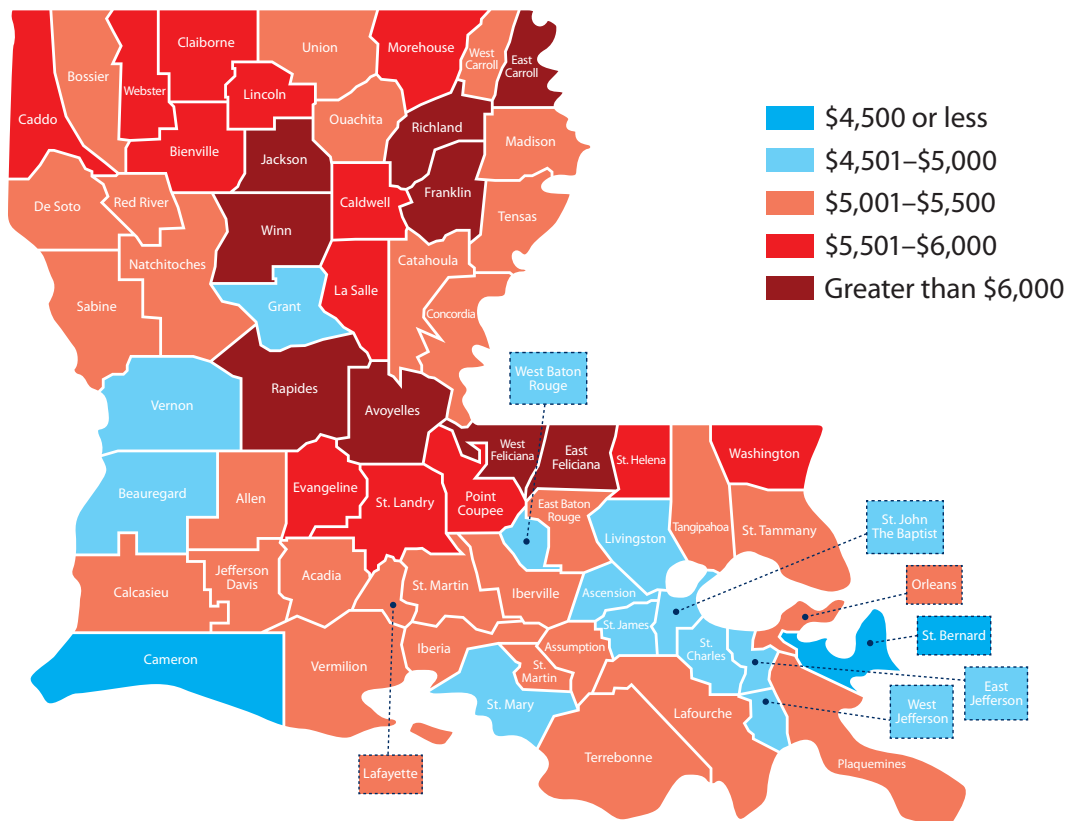 Claiborne
Union
Morehouse
West
Carroll
East
Carroll
Bossier
Webster
Lincoln
Caddo
Ouachita
Richland
Madison
Bienville
Jackson
Franklin
De Soto
Red River
Caldwell
Tensas
Winn
Natchitoches
Catahoula
La Salle
Sabine
Grant
Concordia
Vernon
Rapides
Avoyelles
West Baton
Rouge
West
Feliciana
East
Feliciana
St. Helena
Washington
Beauregard
Allen
Evangeline
St. Landry
Point
Coupee
East Baton
Rouge
Tangipahoa
St. Tammany
Livingston
St. John
The Baptist
Calcasieu
Jefferson
Davis
Acadia
St. Martin
Iberville
Ascension
Orleans
St. James
St. Bernard
Cameron
Vermilion
Iberia
Assumption
St.
Charles
St.
Martin
St. Mary
East
Jefferson
West
Jefferson
Lafourche
Terrebonne
Plaquemines
Lafayette
$4,500 or less
$4,501–$5,000
$5,001–$5,500
$5,501–$6,000
Greater than $6,000